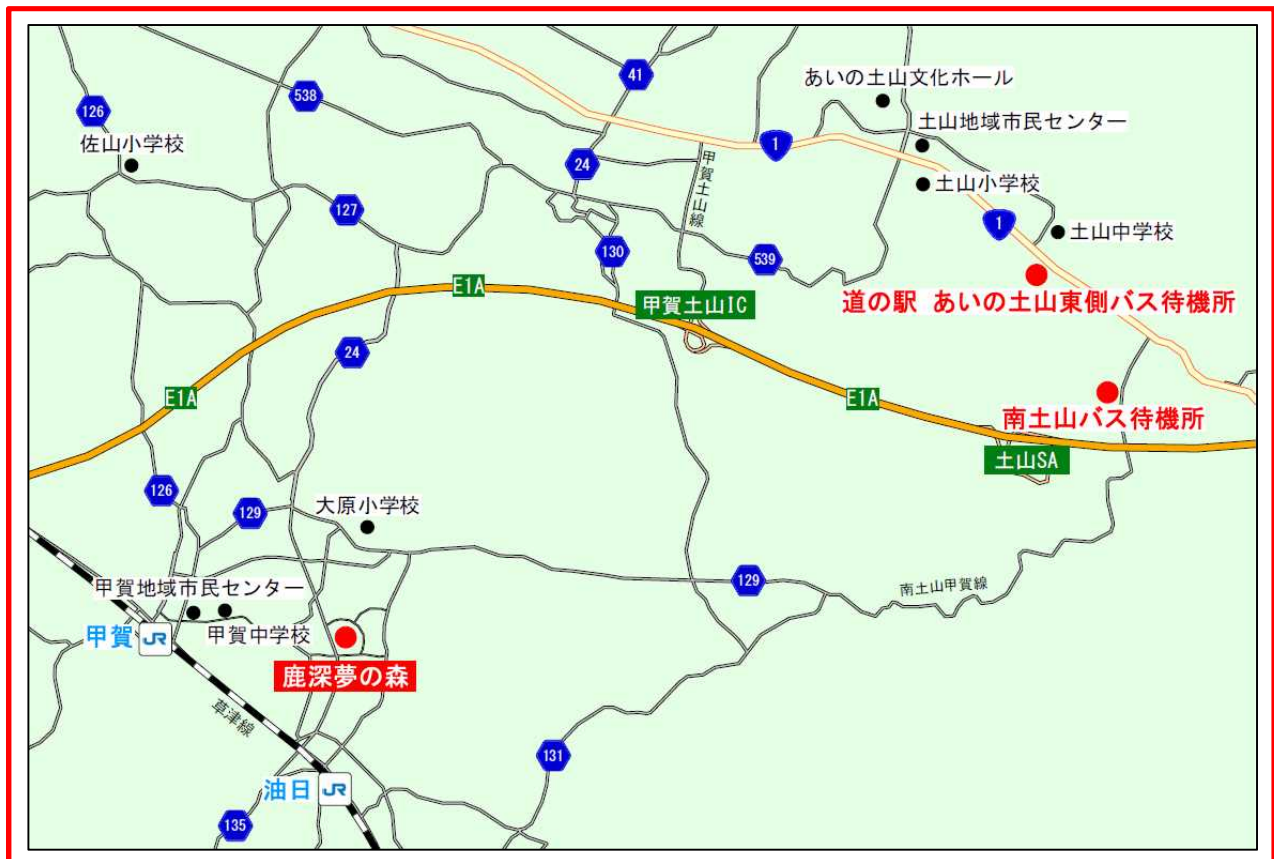 41
あいの土山文化ホール
538
126
土山地域市民センター
佐山小学校
1
24
甲賀土山線
土山小学校
127
1
土山中学校
130
539
道の駅 あいの土山東側バス待機所
E1A
甲賀土山IC
24
E1A
E1A
南土山バス待機所
土山SA
126
129
大原小学校
129
南土山甲賀線
甲賀地域市民センター
甲賀 JR
甲賀中学校
鹿深夢の森
草津線
131
油日 JR
135